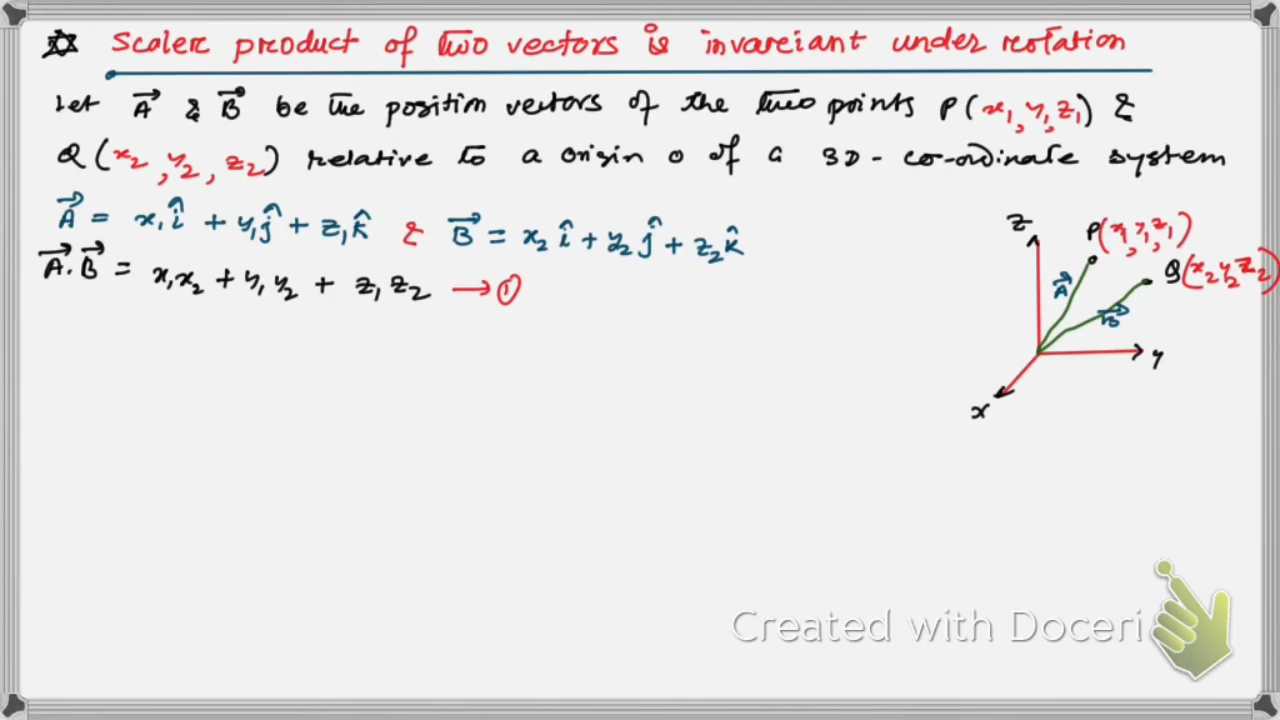 Scaler product of two vectors is invariant under rotation
Let A⃗ & B⃗ be the position vectors of the two points P(x₁, y₁, z₁) &
Q(x₂, y₂, z₂) relative to a origin O of a 3D-co-ordinate system
A⃗ = x₁î + y₁ĵ + z₁k̂ & B⃗ = x₂î + y₂ĵ + z₂k̂
A⃗.B⃗ = x₁x₂ + y₁y₂ + z₁z₂ → ①
z
P(x₁, y₁, z₁)
Q(x₂ y₂ z₂)
A⃗
B⃗
y
x
Created with Doceri